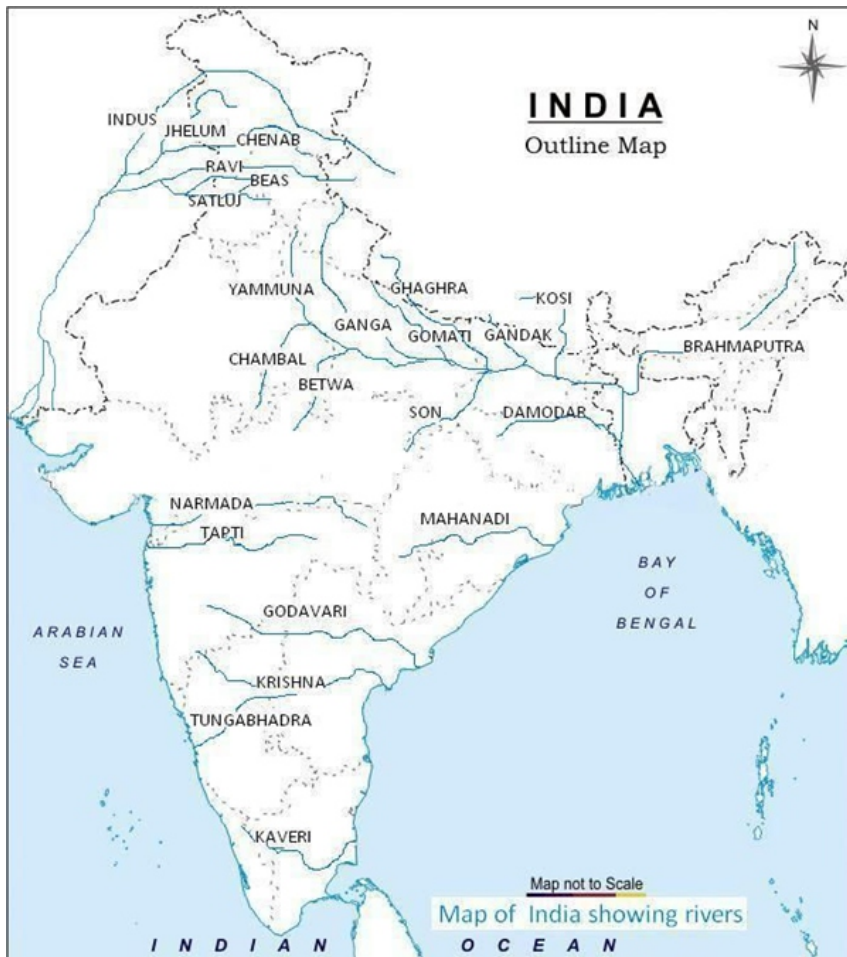 N
INDIA
Outline Map
INDUS
JHELUM
CHENAB
RAVI
BEAS
SATLUJ
YAMMUNA
GHAGHRA
KOSI
GANGA
GOMATI
GANDAK
BRAHMAPUTRA
CHAMBAL
BETWA
SON
DAMODAR
NARMADA
TAPTI
MAHANADI
BAY
OF
BENGAL
GODAVARI
ARABIAN
SEA
KRISHNA
TUNGABHADRA
KAVERI
Map not to Scale
Map of India showing rivers
INDIAN OCEAN